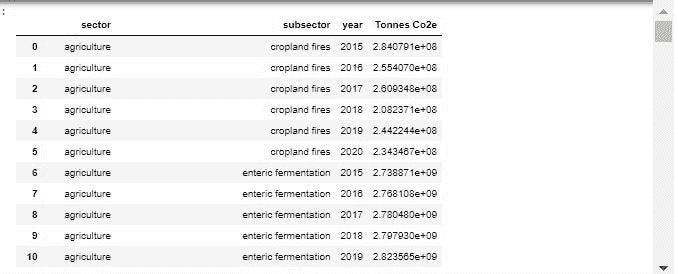 :
sector subsector year Tonnes Co2e
0 agriculture cropland fires 2015 2.840791e+08
1 agriculture cropland fires 2016 2.554070e+08
2 agriculture cropland fires 2017 2.609348e+08
3 agriculture cropland fires 2018 2.082371e+08
4 agriculture cropland fires 2019 2.442244e+08
5 agriculture cropland fires 2020 2.343467e+08
6 agriculture enteric fermentation 2015 2.738871e+09
7 agriculture enteric fermentation 2016 2.768108e+09
8 agriculture enteric fermentation 2017 2.780480e+09
9 agriculture enteric fermentation 2018 2.797930e+09
10 agriculture enteric fermentation 2019 2.823565e+09